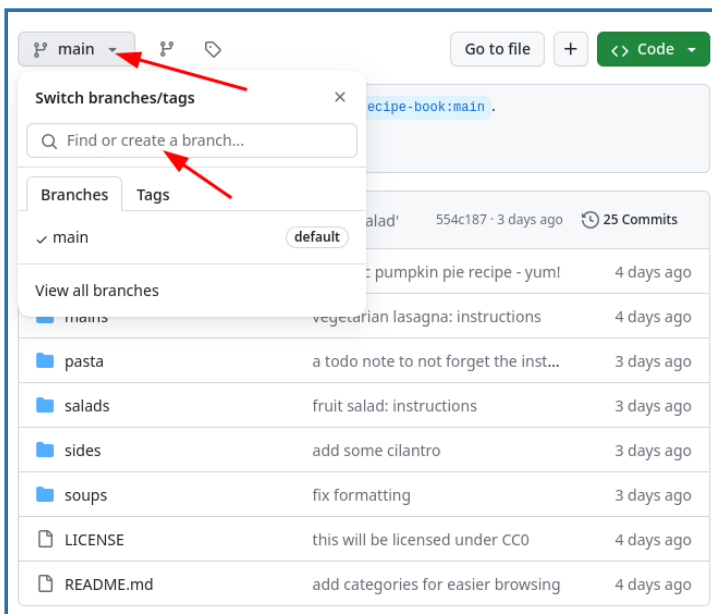 main
Go to file
+
<> Code
Switch branches/tags
ecipe-book:main.
Find or create a branch...
Branches Tags
alad' 554c187 · 3 days ago 25 Commits
main default
c pumpkin pie recipe - yum! 4 days ago
View all branches
mains vegetarian lasagna: instructions 4 days ago
pasta a todo note to not forget the inst... 3 days ago
salads fruit salad: instructions 3 days ago
sides add some cilantro 3 days ago
soups fix formatting 3 days ago
LICENSE this will be licensed under CC0 4 days ago
README.md add categories for easier browsing 4 days ago